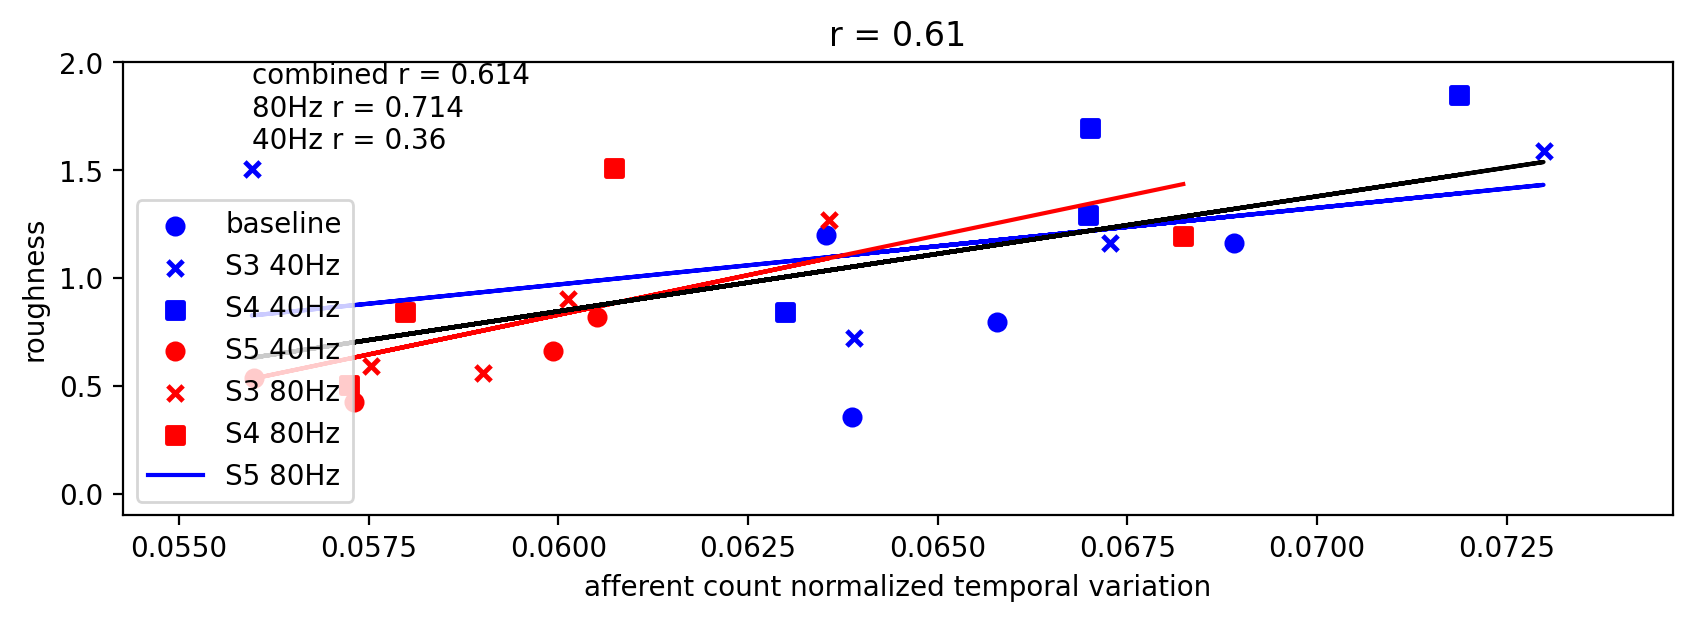 r = 0.61
combined r = 0.614
80Hz r = 0.714
40Hz r = 0.36
roughness
2.0
1.5
1.0
0.5
0.0
baseline
S3 40Hz
S4 40Hz
S5 40Hz
S3 80Hz
S4 80Hz
S5 80Hz
0.0550 0.0575 0.0600 0.0625 0.0650 0.0675 0.0700 0.0725
afferent count normalized temporal variation